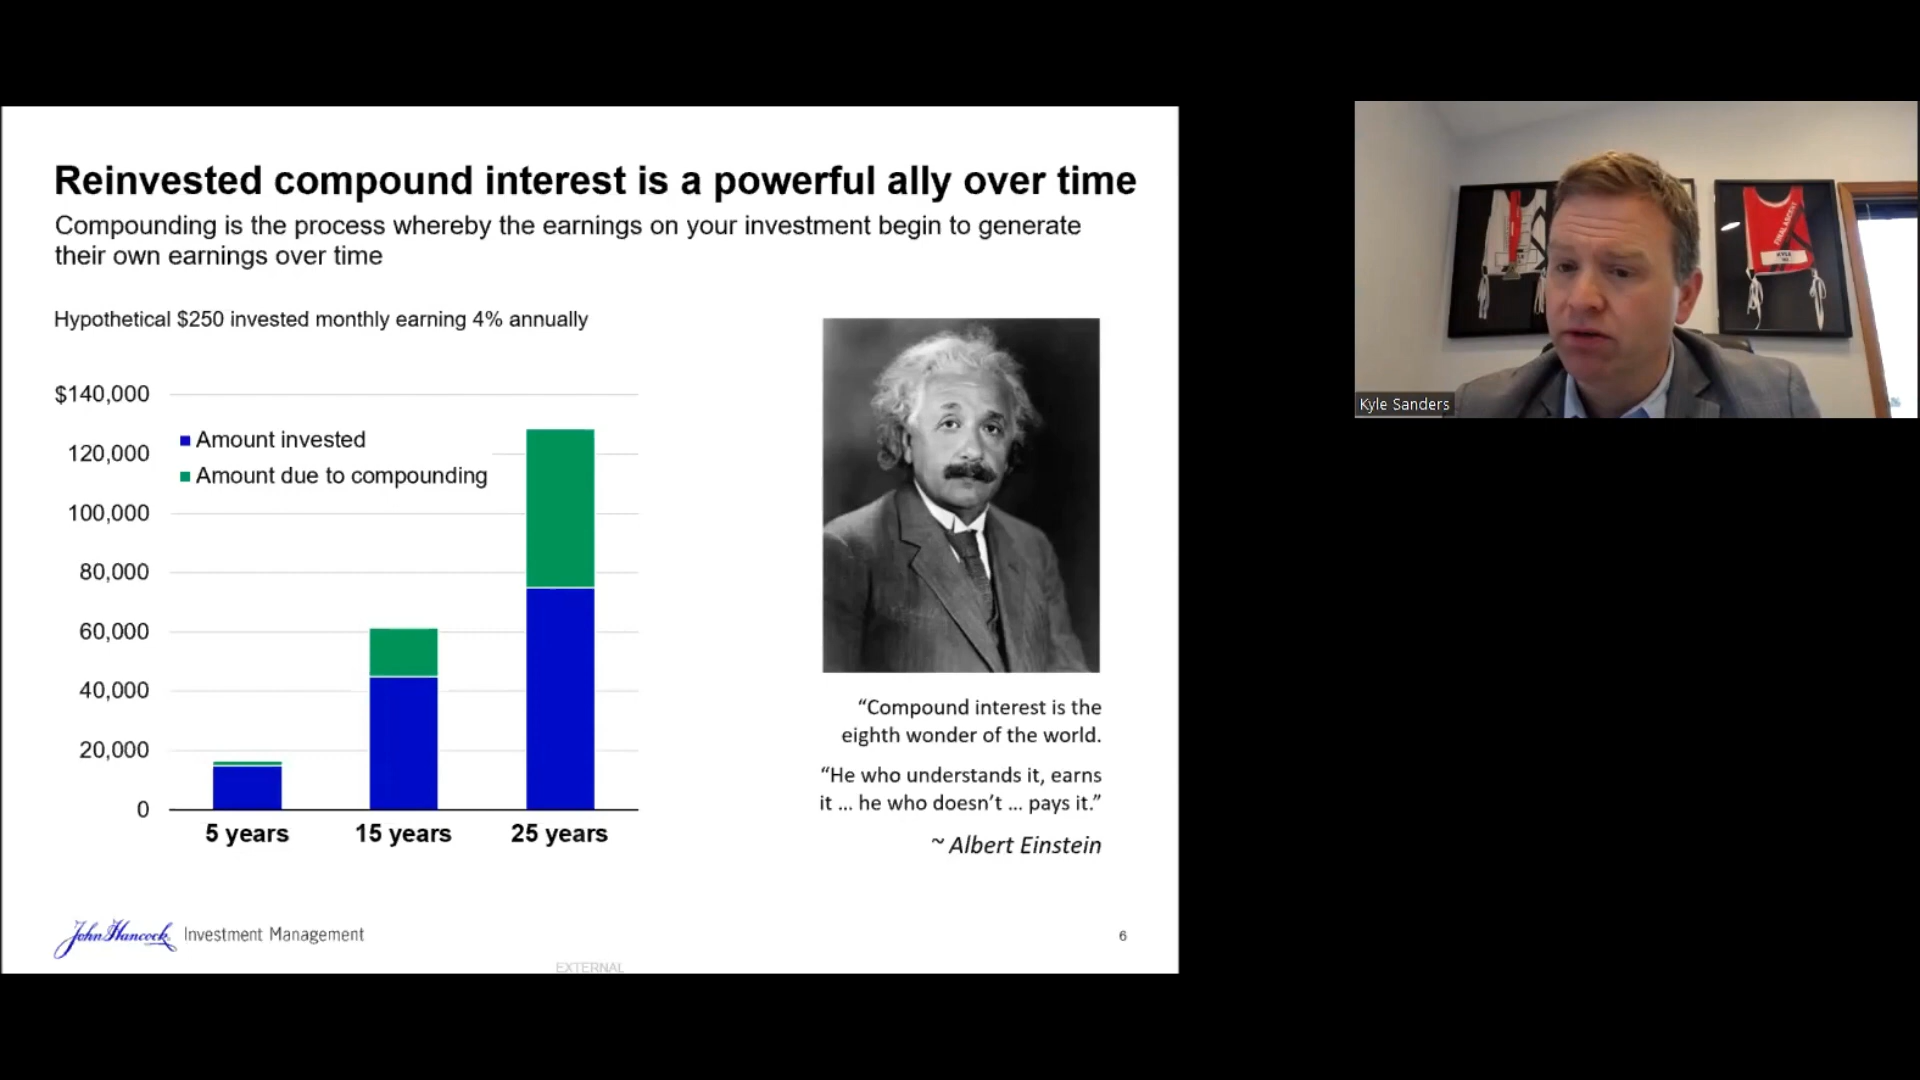 Reinvested compound interest is a powerful ally over time
Compounding is the process whereby the earnings on your investment begin to generate
their own earnings over time
Hypothetical $250 invested monthly earning 4% annually
$140,000
120,000
100,000
80,000
60,000
40,000
20,000
0
Amount invested
Amount due to compounding
5 years
15 years
25 years
“Compound interest is the
eighth wonder of the world.
“He who understands it, earns
it ... he who doesn’t ... pays it.”
~ Albert Einstein
John Hancock Investment Management
6
EXTERNAL
Kyle Sanders
KYLE